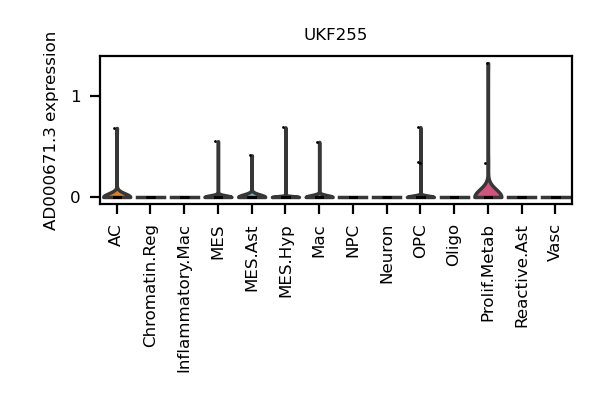 UKF255
AD000671.3 expression
1
0
AC
Chromatin.Reg
Inflammatory.Mac
MES
MES.Ast
MES.Hyp
Mac
NPC
Neuron
OPC
Oligo
Prolif.Metab
Reactive.Ast
Vasc